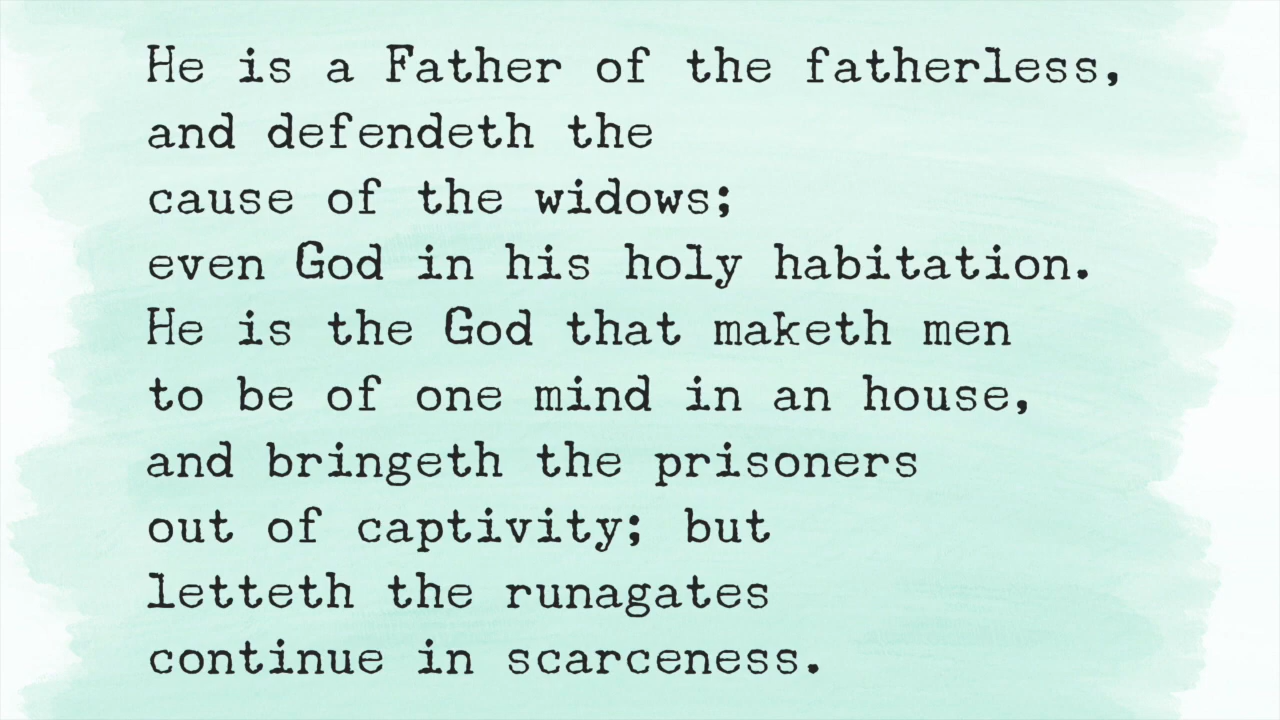 He is a Father of the fatherless,
and defendeth the
cause of the widows;
even God in his holy habitation.
He is the God that maketh men
to be of one mind in an house,
and bringeth the prisoners
out of captivity; but
letteth the runagates
continue in scarceness.